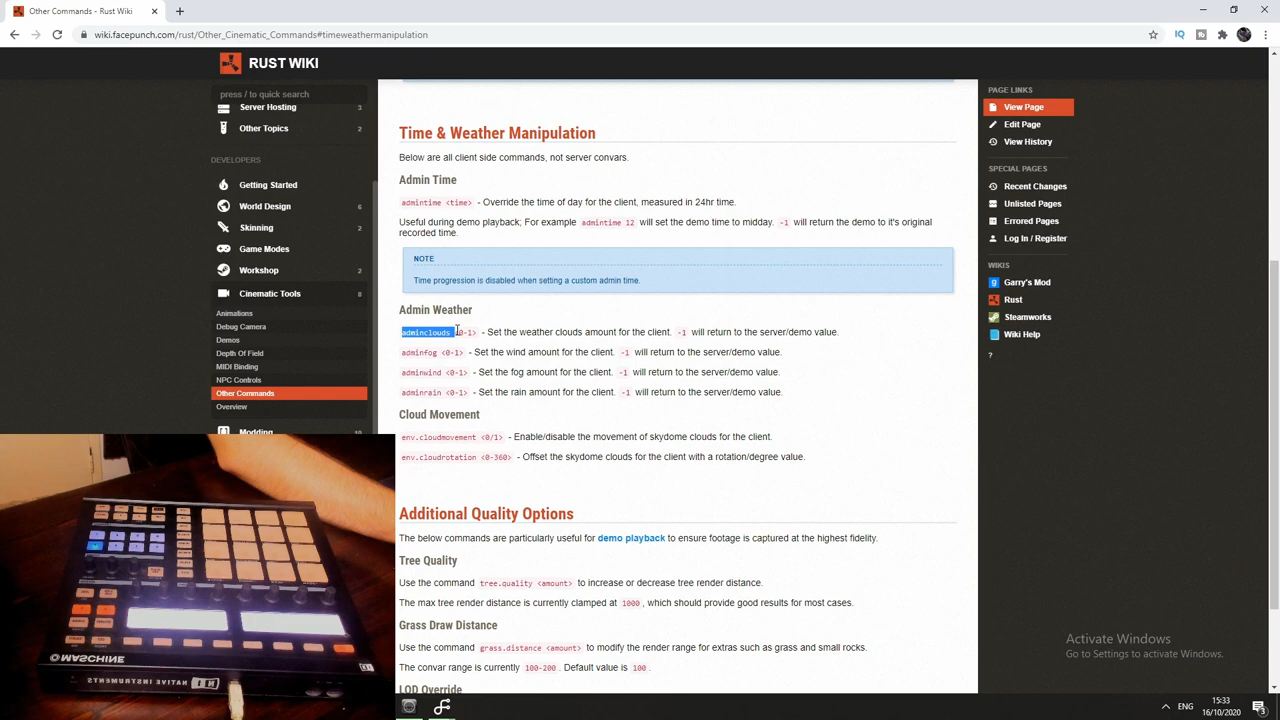 Other Commands - Rust Wiki
wiki.facepunch.com/rust/Other_Cinematic_Commands#timeweathermanipulation
RUST WIKI
press / to quick search
Server Hosting 3
Other Topics 2
DEVELOPERS
Getting Started
World Design 6
Skinning 2
Game Modes
Workshop 2
Cinematic Tools 8
Animations
Debug Camera
Demos
Depth Of Field
MIDI Binding
NPC Controls
Other Commands
Overview
Modding 10
Time & Weather Manipulation
Below are all client side commands, not server convars.
Admin Time
admintime <time> - Override the time of day for the client, measured in 24hr time.
Useful during demo playback; For example admintime 12 will set the demo time to midday. -1 will return the demo to it's original
recorded time.
NOTE
Time progression is disabled when setting a custom admin time.
Admin Weather
adminclouds <0-1> - Set the weather clouds amount for the client. -1 will return to the server/demo value.
adminfog <0-1> - Set the wind amount for the client. -1 will return to the server/demo value.
adminwind <0-1> - Set the fog amount for the client. -1 will return to the server/demo value.
adminrain <0-1> - Set the rain amount for the client. -1 will return to the server/demo value.
Cloud Movement
env.cloudmovement <0/1> - Enable/disable the movement of skydome clouds for the client.
env.cloudrotation <0-360> - Offset the skydome clouds for the client with a rotation/degree value.
Additional Quality Options
The below commands are particularly useful for demo playback to ensure footage is captured at the highest fidelity.
Tree Quality
Use the command tree.quality <amount> to increase or decrease tree render distance.
The max tree render distance is currently clamped at 1000, which should provide good results for most cases.
Grass Draw Distance
Use the command grass.distance <amount> to modify the render range for extras such as grass and small rocks.
The convar range is currently 100-200. Default value is 100.
LOD Override
PAGE LINKS
View Page
Edit Page
View History
SPECIAL PAGES
Recent Changes
Unlisted Pages
Errored Pages
Log In / Register
WIKIS
Garry's Mod
Rust
Steamworks
Wiki Help
?
MASCHINE
NATIVE INSTRUMENTS
Activate Windows
Go to Settings to activate Windows.
ENG
15:33
16/10/2020
3